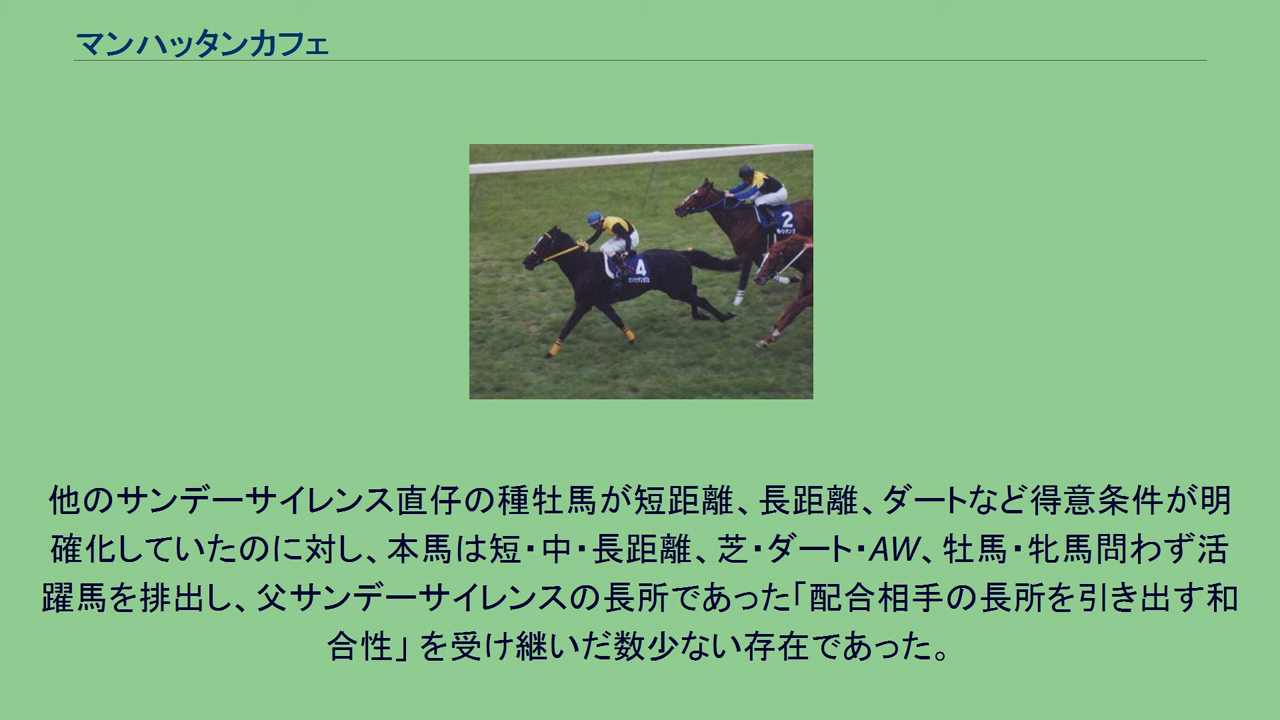 マンハッタンカフェ
2
4
他のサンデーサイレンス直仔の種牡馬が短距離、長距離、ダートなど得意条件が明
確化していたのに対し、本馬は短・中・長距離、芝・ダート・AW、牡馬・牝馬問わず活
躍馬を排出し、父サンデーサイレンスの長所であった「配合相手の長所を引き出す和
合性」を受け継いだ数少ない存在であった。